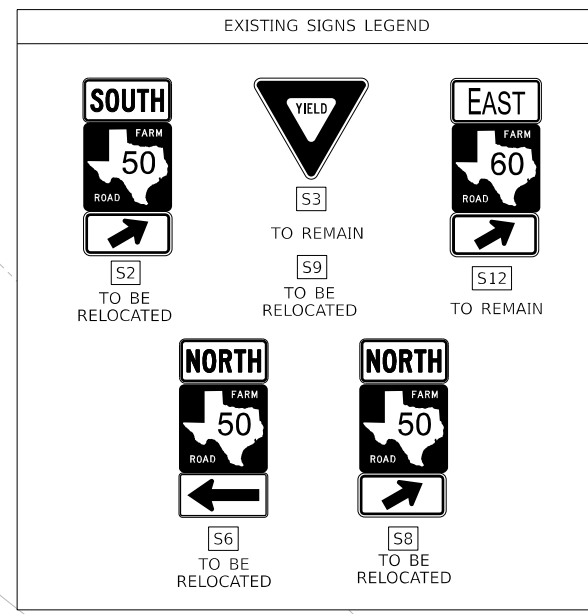 EXISTING SIGNS LEGEND
SOUTH
FARM
50
ROAD
S2
TO BE
RELOCATED
YIELD
S3
TO REMAIN
S9
TO BE
RELOCATED
EAST
FARM
60
ROAD
S12
TO REMAIN
NORTH
FARM
50
ROAD
S6
TO BE
RELOCATED
NORTH
FARM
50
ROAD
S8
TO BE
RELOCATED